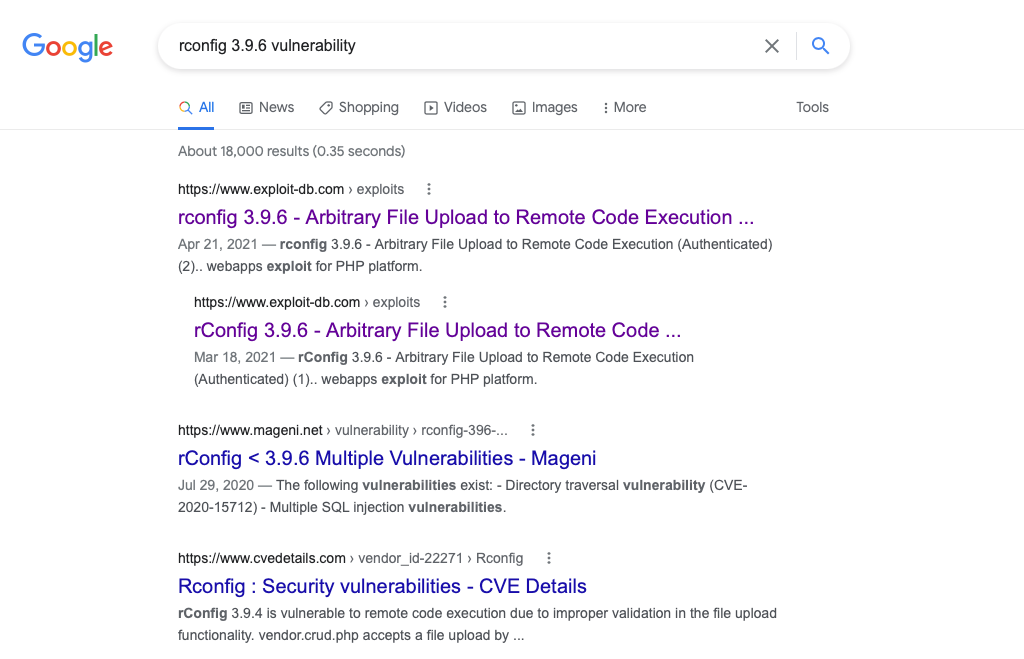 Google
rconfig 3.9.6 vulnerability
All News Shopping Videos Images More Tools
About 18,000 results (0.35 seconds)
https://www.exploit-db.com › exploits
rconfig 3.9.6 - Arbitrary File Upload to Remote Code Execution ...
Apr 21, 2021 — rconfig 3.9.6 - Arbitrary File Upload to Remote Code Execution (Authenticated)
(2).. webapps exploit for PHP platform.
https://www.exploit-db.com › exploits
rConfig 3.9.6 - Arbitrary File Upload to Remote Code ...
Mar 18, 2021 — rConfig 3.9.6 - Arbitrary File Upload to Remote Code Execution
(Authenticated) (1).. webapps exploit for PHP platform.
https://www.mageni.net › vulnerability › rconfig-396-...
rConfig < 3.9.6 Multiple Vulnerabilities - Mageni
Jul 29, 2020 — The following vulnerabilities exist: - Directory traversal vulnerability (CVE-
2020-15712) - Multiple SQL injection vulnerabilities.
https://www.cvedetails.com › vendor_id-22271 › Rconfig
Rconfig : Security vulnerabilities - CVE Details
rConfig 3.9.4 is vulnerable to remote code execution due to improper validation in the file upload
functionality. vendor.crud.php accepts a file upload by ...